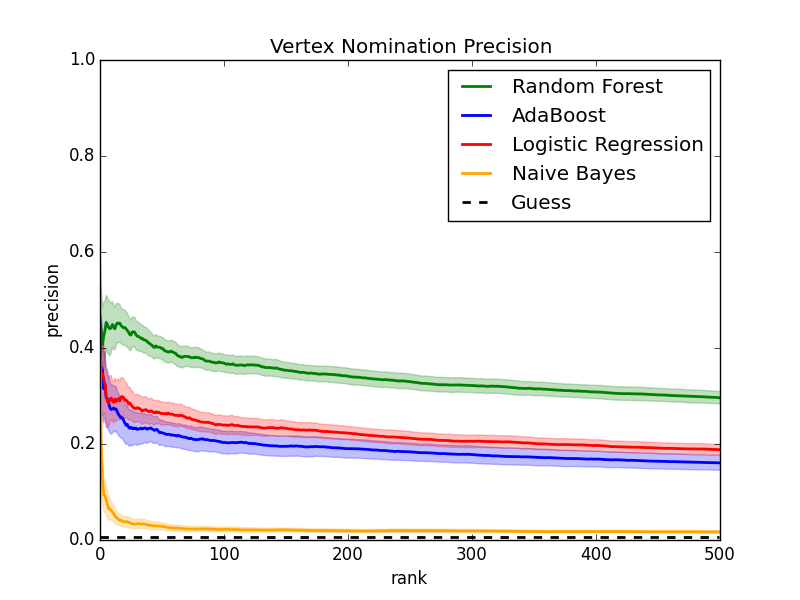 Vertex Nomination Precision
1.0
0.8
0.6
0.4
0.2
0.0
precision
Random Forest
AdaBoost
Logistic Regression
Naive Bayes
Guess
0 100 200 300 400 500
rank